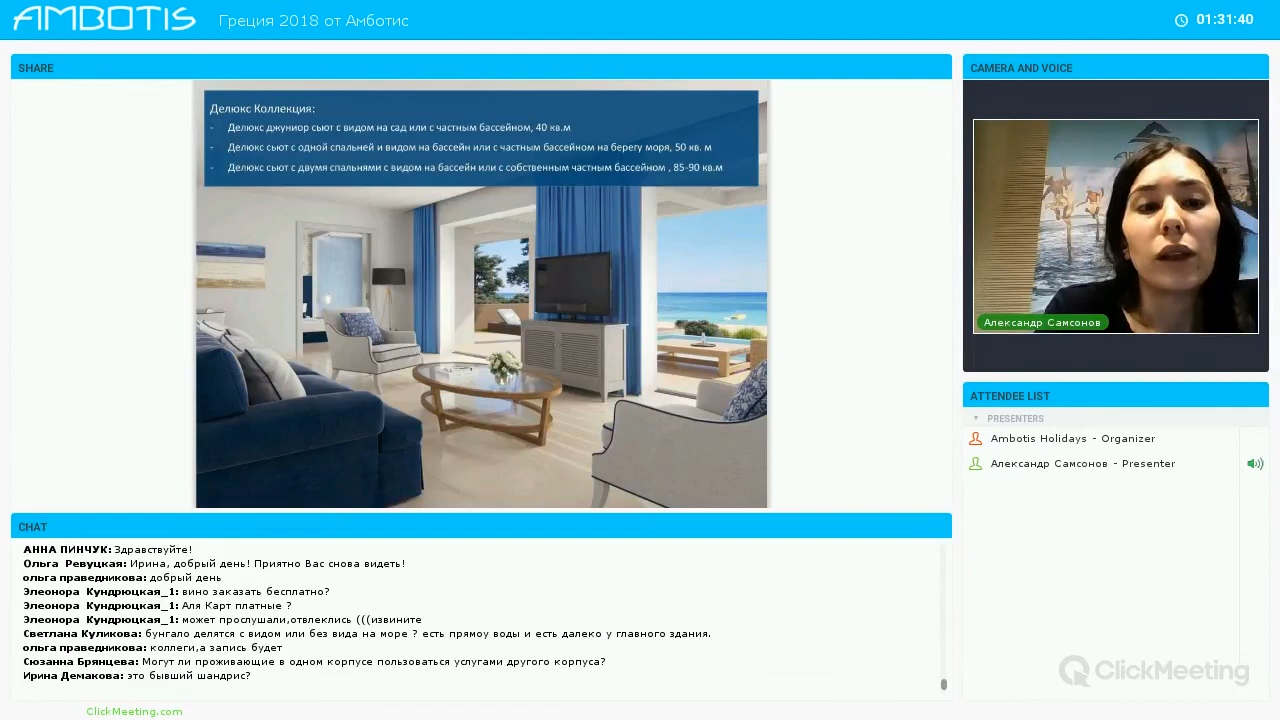 AMBOTIS
Греция 2018 от Амботис
01:31:40
SHARE
Делюкс Коллекция:
- Делюкс джуниор сьют с видом на сад или с частным бассейном, 40 кв.м
- Делюкс сьют с одной спальней и видом на бассейн или с частным бассейном на берегу моря, 50 кв. м
- Делюкс сьют с двумя спальнями с видом на бассейн или с собственным частным бассейном , 85-90 кв.м
CAMERA AND VOICE
Александр Самсонов
ATTENDEE LIST
PRESENTERS
Ambotis Holidays - Organizer
Александр Самсонов - Presenter
CHAT
АННА ПИНЧУК: Здравствуйте!
Ольга Ревуцкая: Ирина, добрый день! Приятно Вас снова видеть!
ольга праведникова: добрый день
Элеонора Кундрюцкая_1: вино заказать бесплатно?
Элеонора Кундрюцкая_1: Аля Карт платные ?
Элеонора Кундрюцкая_1: может прослушали,отвлеклись (((извините
Светлана Куликова: бунгало делятся с видом или без вида на море ? есть прямоу воды и есть далеко у главного здания.
ольга праведникова: коллеги,а запись будет
Сюзанна Брянцева: Могут ли проживающие в одном корпусе пользоваться услугами другого корпуса?
Ирина Демакова: это бывший шандрис?
ClickMeeting
ClickMeeting.com